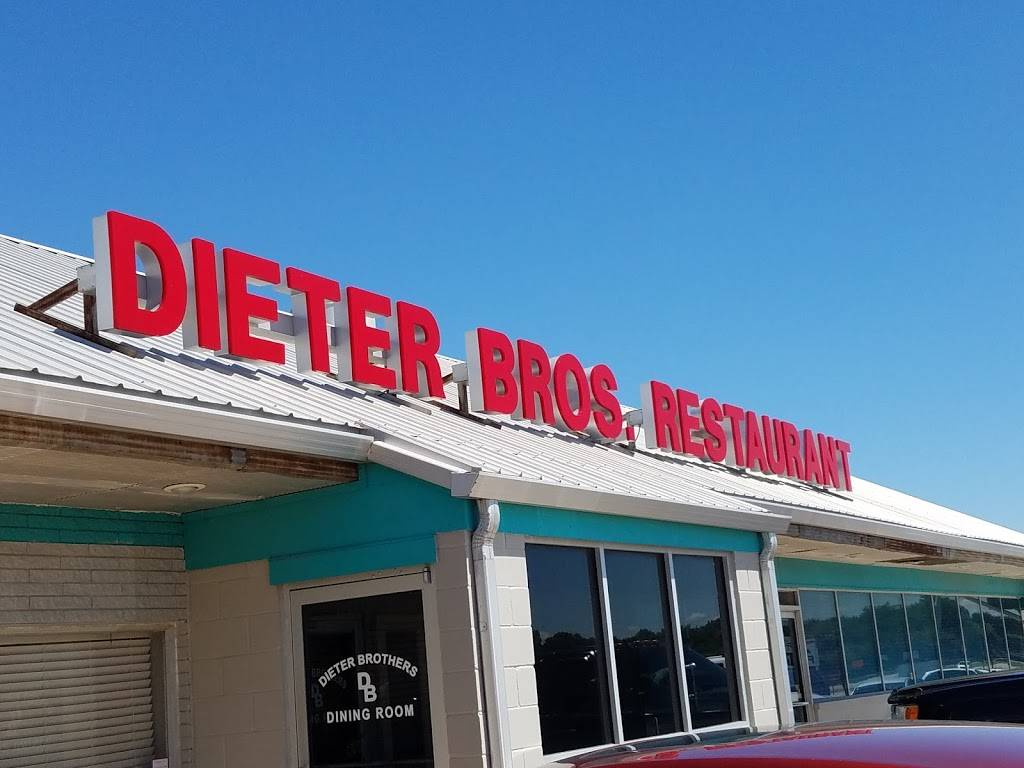 DIETER BROS. RESTAURANT
DIETER BROTHERS
DB
DINING ROOM